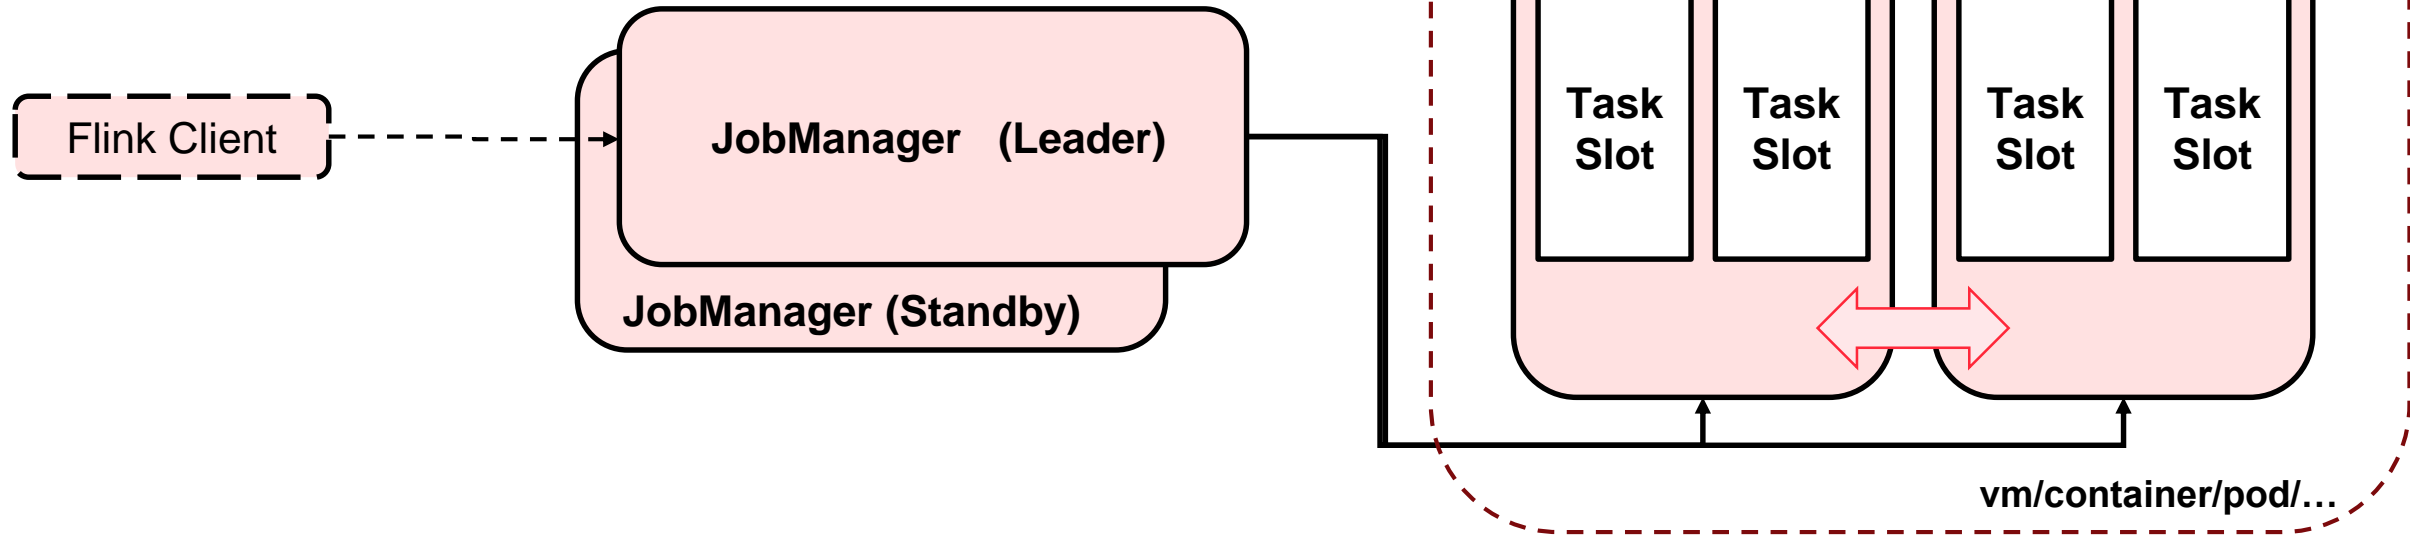 Flink Client
JobManager (Leader)
JobManager (Standby)
Task
Slot
Task
Slot
Task
Slot
Task
Slot
vm/container/pod/…